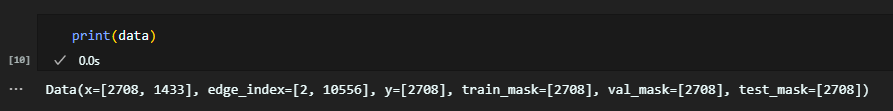 print(data)
[10]
0.0s
Data(x=[2708, 1433], edge_index=[2, 10556], y=[2708], train_mask=[2708], val_mask=[2708], test_mask=[2708])